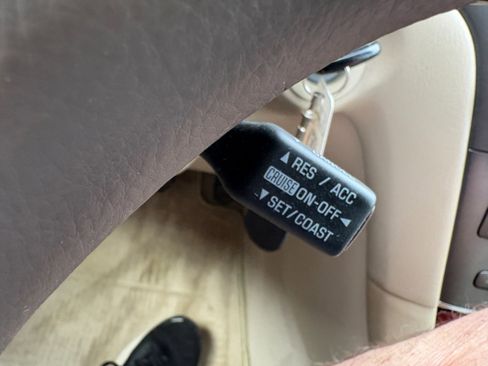 ▲ RES / ACC
CRUISE ON-OFF ◀
▼ SET/COAST